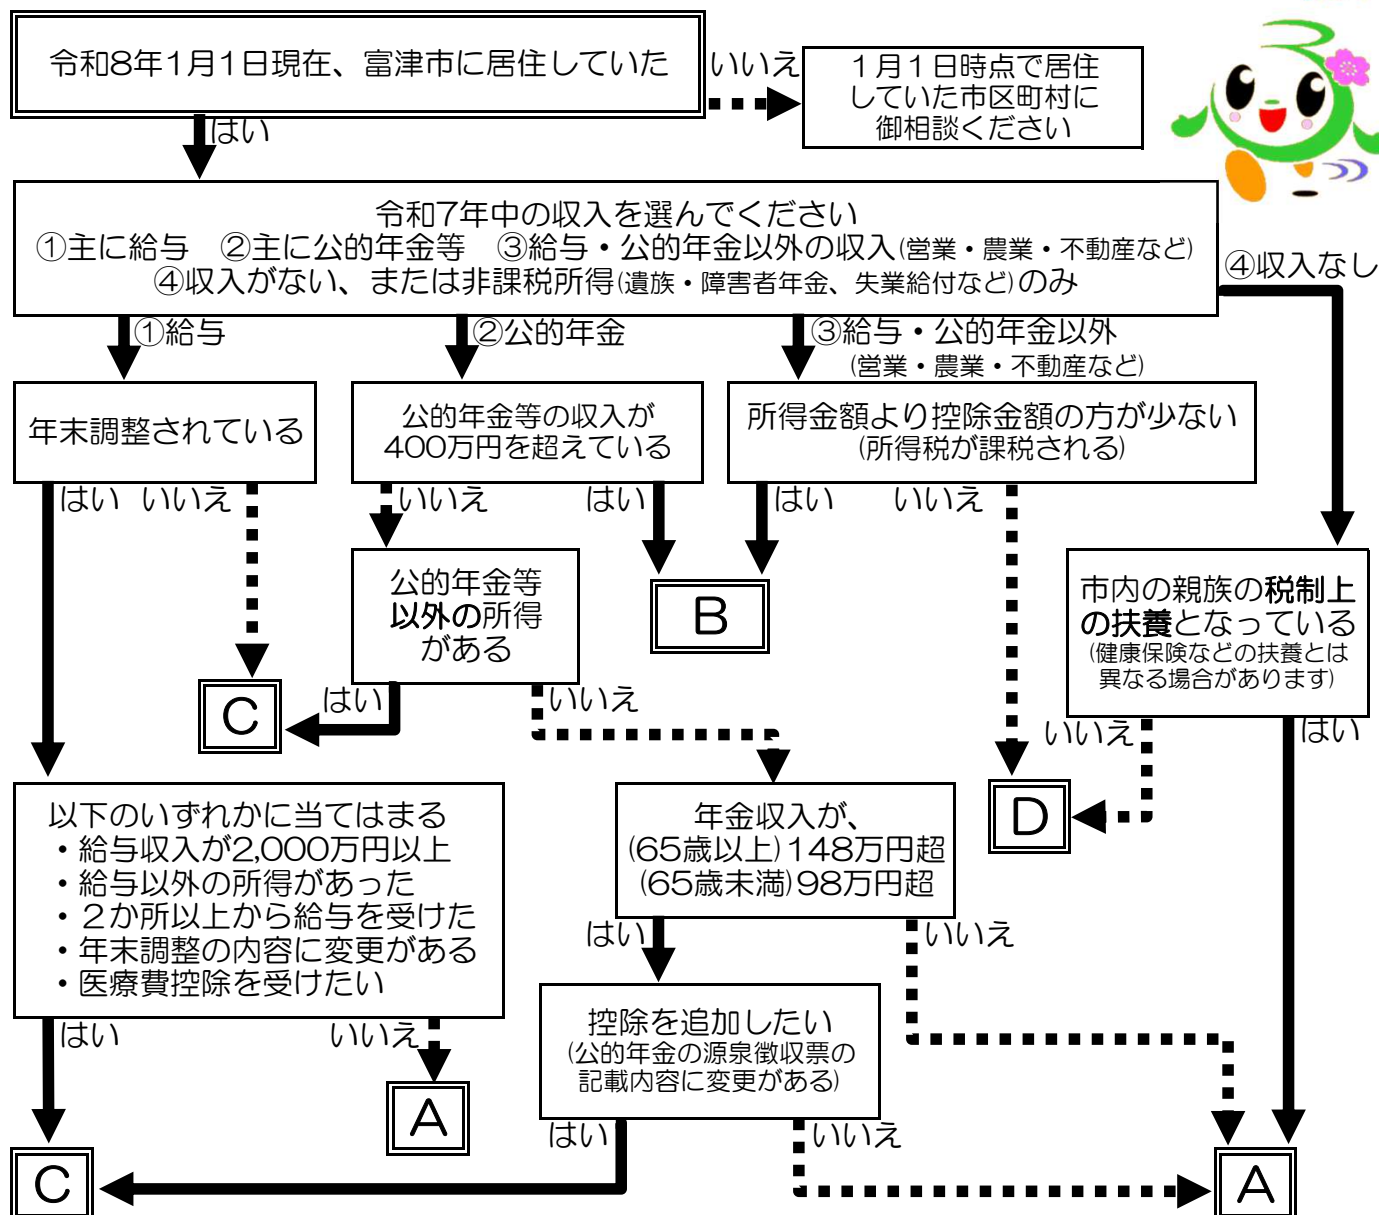 令和8年1月1日現在、富津市に居住していた
いいえ
１月１日時点で居住
していた市区町村に
御相談ください
はい
令和7年中の収入を選んでください
①主に給与　②主に公的年金等　③給与・公的年金以外の収入(営業・農業・不動産など)
④収入がない、または非課税所得(遺族・障害者年金、失業給付など)のみ
④収入なし
①給与
②公的年金
③給与・公的年金以外
(営業・農業・不動産など)
年末調整されている
公的年金等の収入が
400万円を超えている
所得金額より控除金額の方が少ない
(所得税が課税される)
はい　いいえ
いいえ　はい
はい　いいえ
公的年金等
以外の所得
がある
B
市内の親族の税制上
の扶養となっている
(健康保険などの扶養とは
異なる場合があります)
C
はい
いいえ
いいえ
はい
以下のいずれかに当てはまる
・給与収入が2,000万円以上
・給与以外の所得があった
・２か所以上から給与を受けた
・年末調整の内容に変更がある
・医療費控除を受けたい
年金収入が、
(65歳以上)148万円超
(65歳未満)98万円超
D
はい
いいえ
控除を追加したい
(公的年金の源泉徴収票の
記載内容に変更がある)
はい
いいえ
A
はい
いいえ
C
A